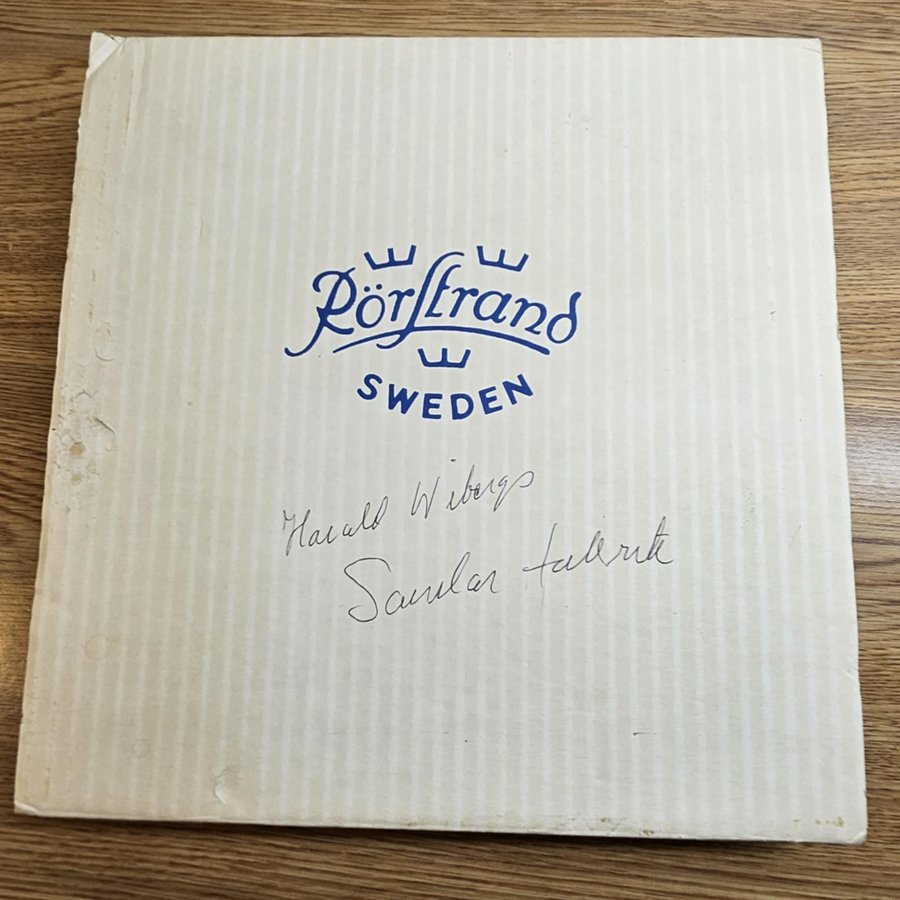 Rörstrand
SWEDEN
Harald Wibergs
Samlar tallrik